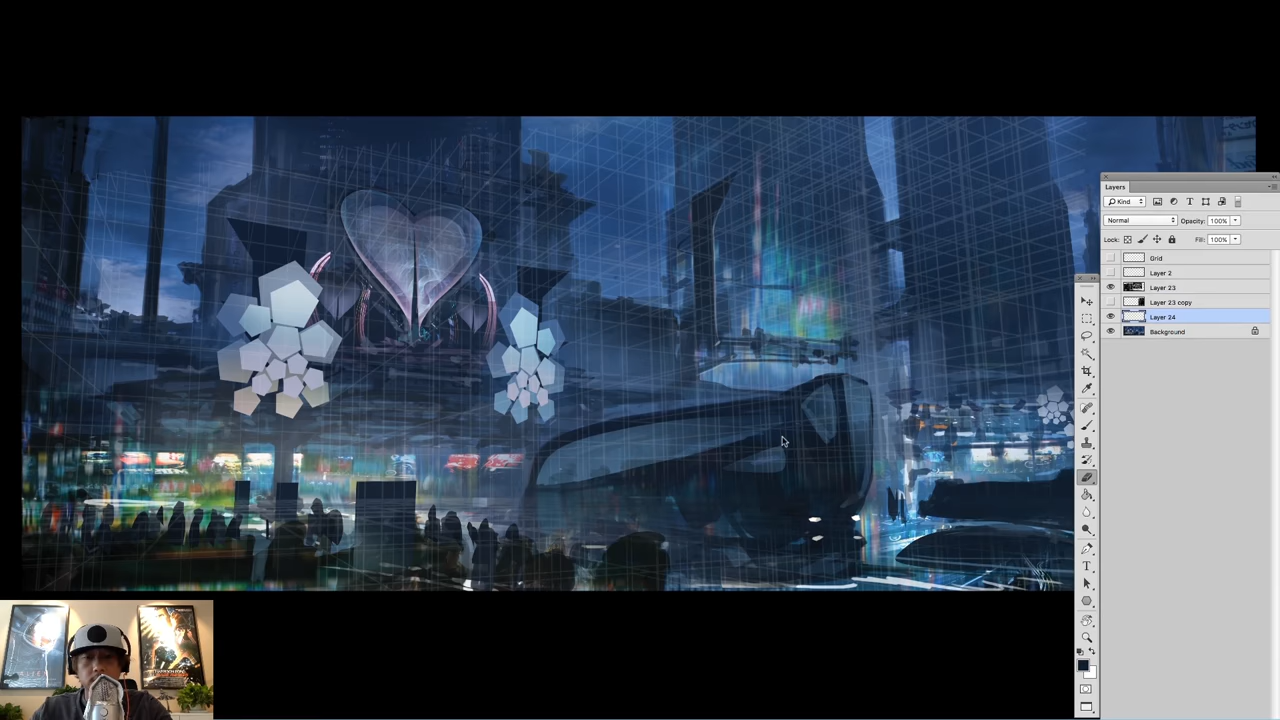 Layers
Kind
Normal
Opacity:
100%
Lock:
Fill:
100%
Grid
Layer 2
Layer 23
Layer 23 copy
Layer 24
Background